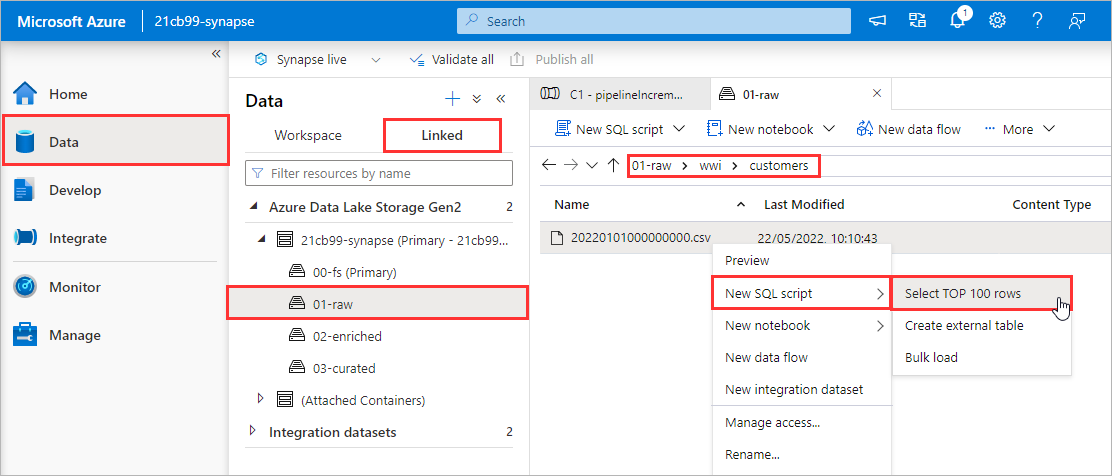 Microsoft Azure 21cb99-synapse Search 1
« Synapse live Validate all Publish all
Home
Data
Develop
Integrate
Monitor
Manage
Data
Workspace Linked
Filter resources by name
Azure Data Lake Storage Gen2 2
21cb99-synapse (Primary - 21cb99...
00-fs (Primary)
01-raw
02-enriched
03-curated
(Attached Containers)
Integration datasets 2
C1 - pipelineIncrem... 01-raw
New SQL script New notebook New data flow ··· More
01-raw > wwi > customers
Name Last Modified Content Type
20220101000000000.csv 22/05/2022, 10:10:43
Preview
New SQL script
New notebook
New data flow
New integration dataset
Manage access...
Rename...
Select TOP 100 rows
Create external table
Bulk load